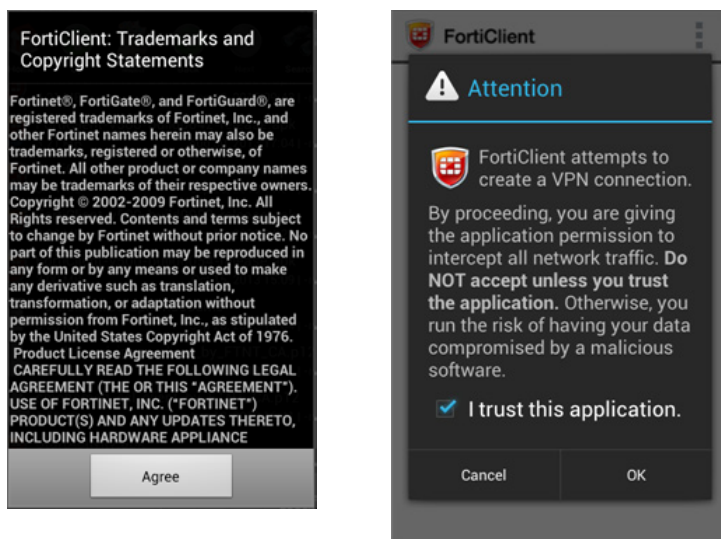 FortiClient: Trademarks and
Copyright Statements
Fortinet®, FortiGate®, and FortiGuard®, are
registered trademarks of Fortinet, Inc., and
other Fortinet names herein may also be
trademarks, registered or otherwise, of
Fortinet. All other product or company names
may be trademarks of their respective owners.
Copyright © 2002-2009 Fortinet, Inc. All
Rights reserved. Contents and terms subject
to change by Fortinet without prior notice. No
part of this publication may be reproduced in
any form or by any means or used to make
any derivative such as translation,
transformation, or adaptation without
permission from Fortinet, Inc., as stipulated
by the United States Copyright Act of 1976.
Product License Agreement
CAREFULLY READ THE FOLLOWING LEGAL
AGREEMENT (THE OR THIS "AGREEMENT").
USE OF FORTINET, INC. ("FORTINET")
PRODUCT(S) AND ANY UPDATES THERETO,
INCLUDING HARDWARE APPLIANCE
Agree
FortiClient
Attention
FortiClient attempts to
create a VPN connection.
By proceeding, you are giving
the application permission to
intercept all network traffic. Do
NOT accept unless you trust
the application. Otherwise, you
run the risk of having your data
compromised by a malicious
software.
I trust this application.
Cancel
OK